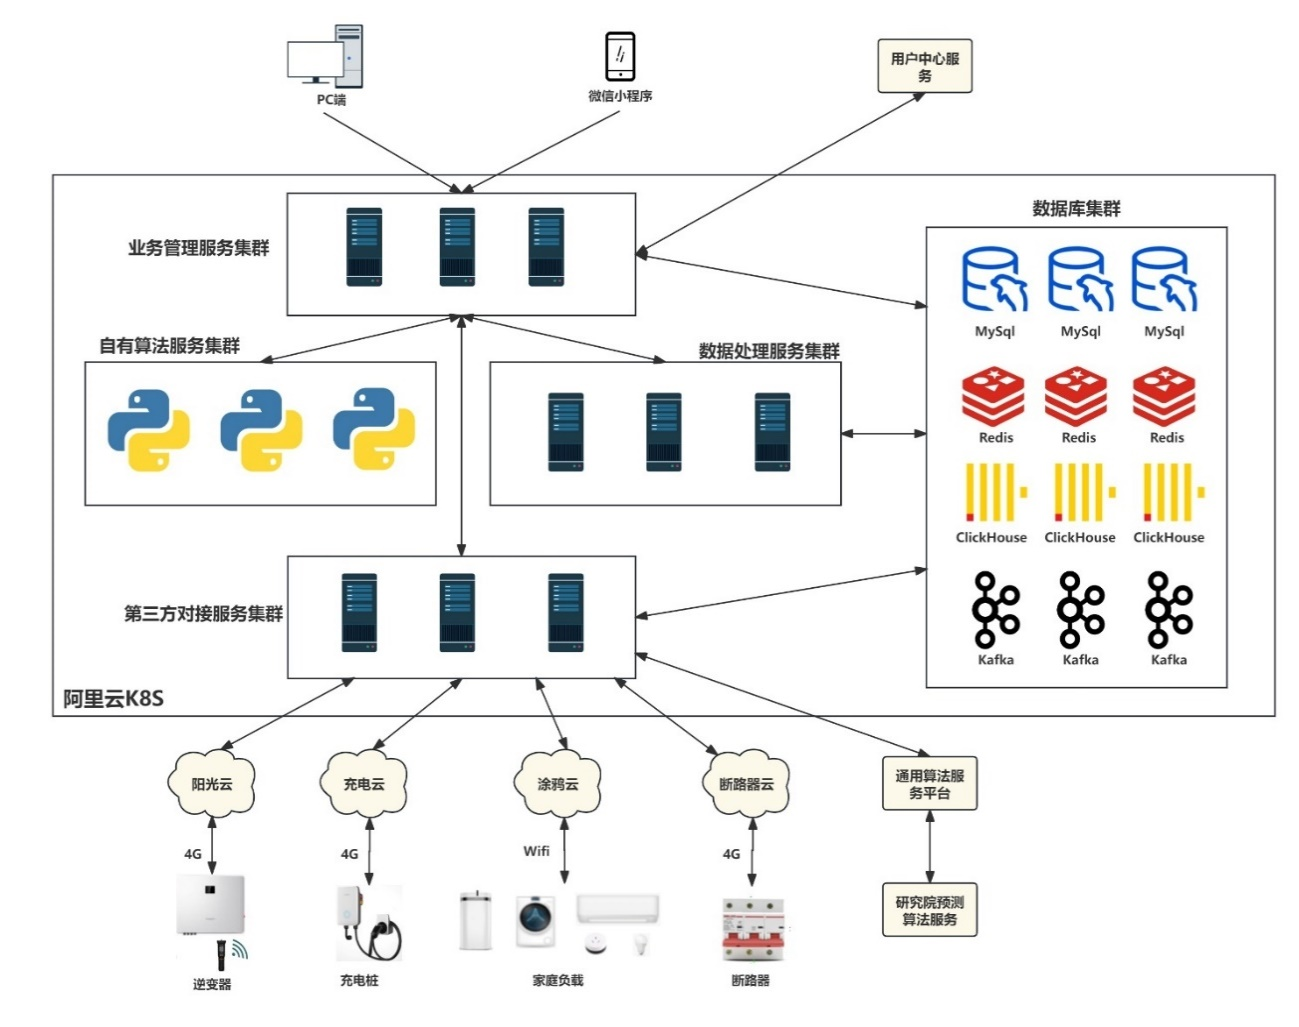 PC端
微信小程序
用户中心服
务
数据库集群
业务管理服务集群
MySql
MySql
MySql
自有算法服务集群
数据处理服务集群
Redis
Redis
Redis
ClickHouse
ClickHouse
ClickHouse
第三方对接服务集群
Kafka
Kafka
Kafka
阿里云K8S
阳光云
充电云
涂鸦云
断路器云
通用算法服
务平台
4G
4G
Wifi
4G
研究院预测
算法服务
逆变器
充电桩
家庭负载
断路器